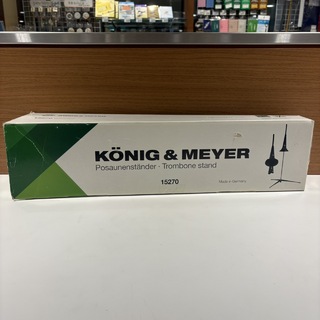 KÖNIG & MEYER
Posaunenständer · Trombone stand
15270
Made in Germany